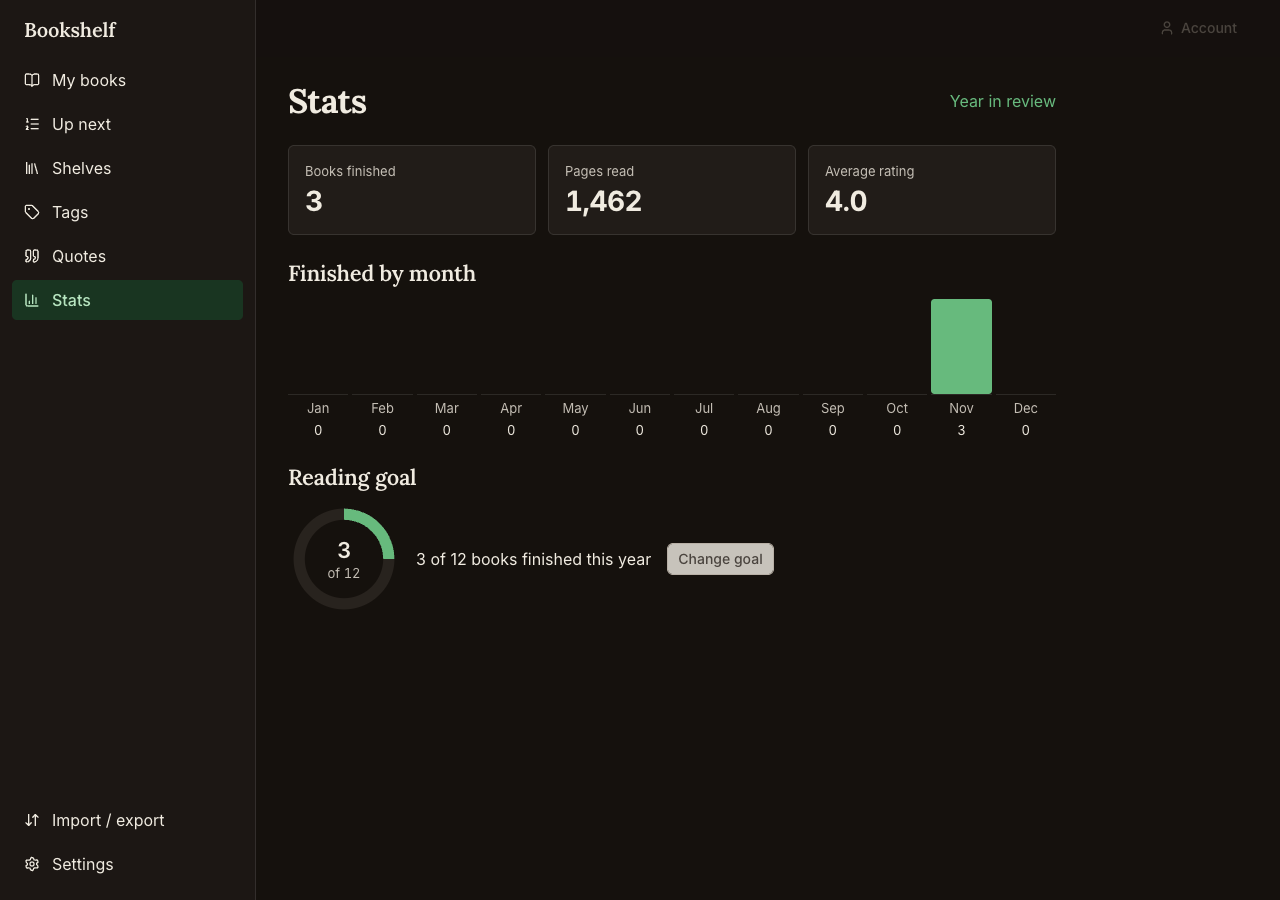 Bookshelf
Account
My books
Up next
Shelves
Tags
Quotes
Stats
Import / export
Settings
Stats
Year in review
Books finished
3
Pages read
1,462
Average rating
4.0
Finished by month
Jan Feb Mar Apr May Jun Jul Aug Sep Oct Nov Dec
0 0 0 0 0 0 0 0 0 0 3 0
Reading goal
3
of 12
3 of 12 books finished this year
Change goal